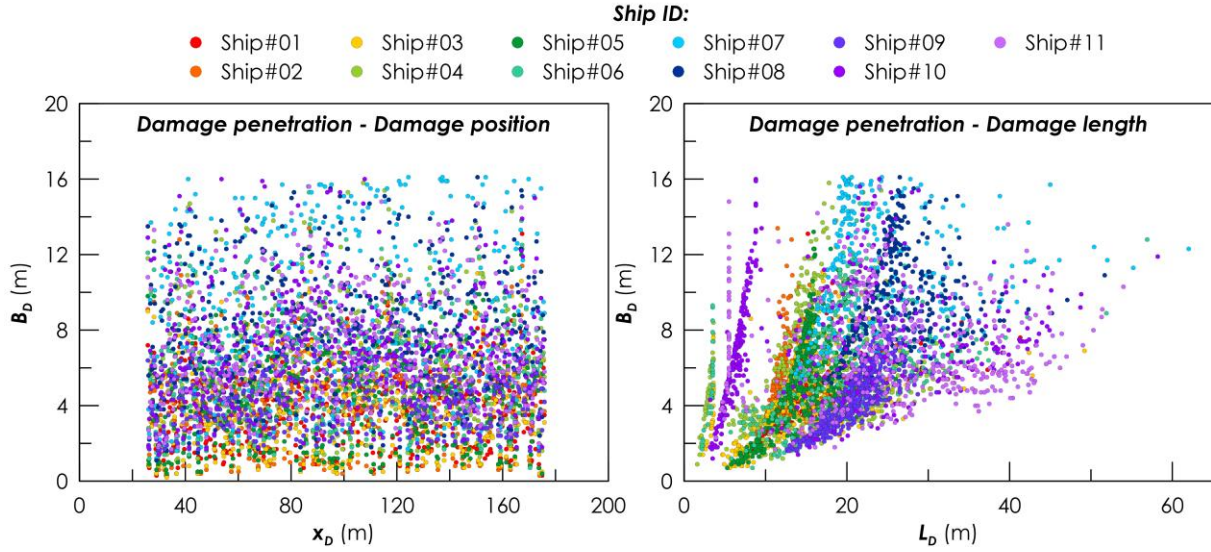 Ship ID:
Ship#01 Ship#03 Ship#05 Ship#07 Ship#09 Ship#11
Ship#02 Ship#04 Ship#06 Ship#08 Ship#10
Damage penetration - Damage position
20
16
12
8
4
0
B_D (m)
0 40 80 120 160 200
x_D (m)
Damage penetration - Damage length
20
16
12
8
4
0
B_D (m)
0 20 40 60
L_D (m)